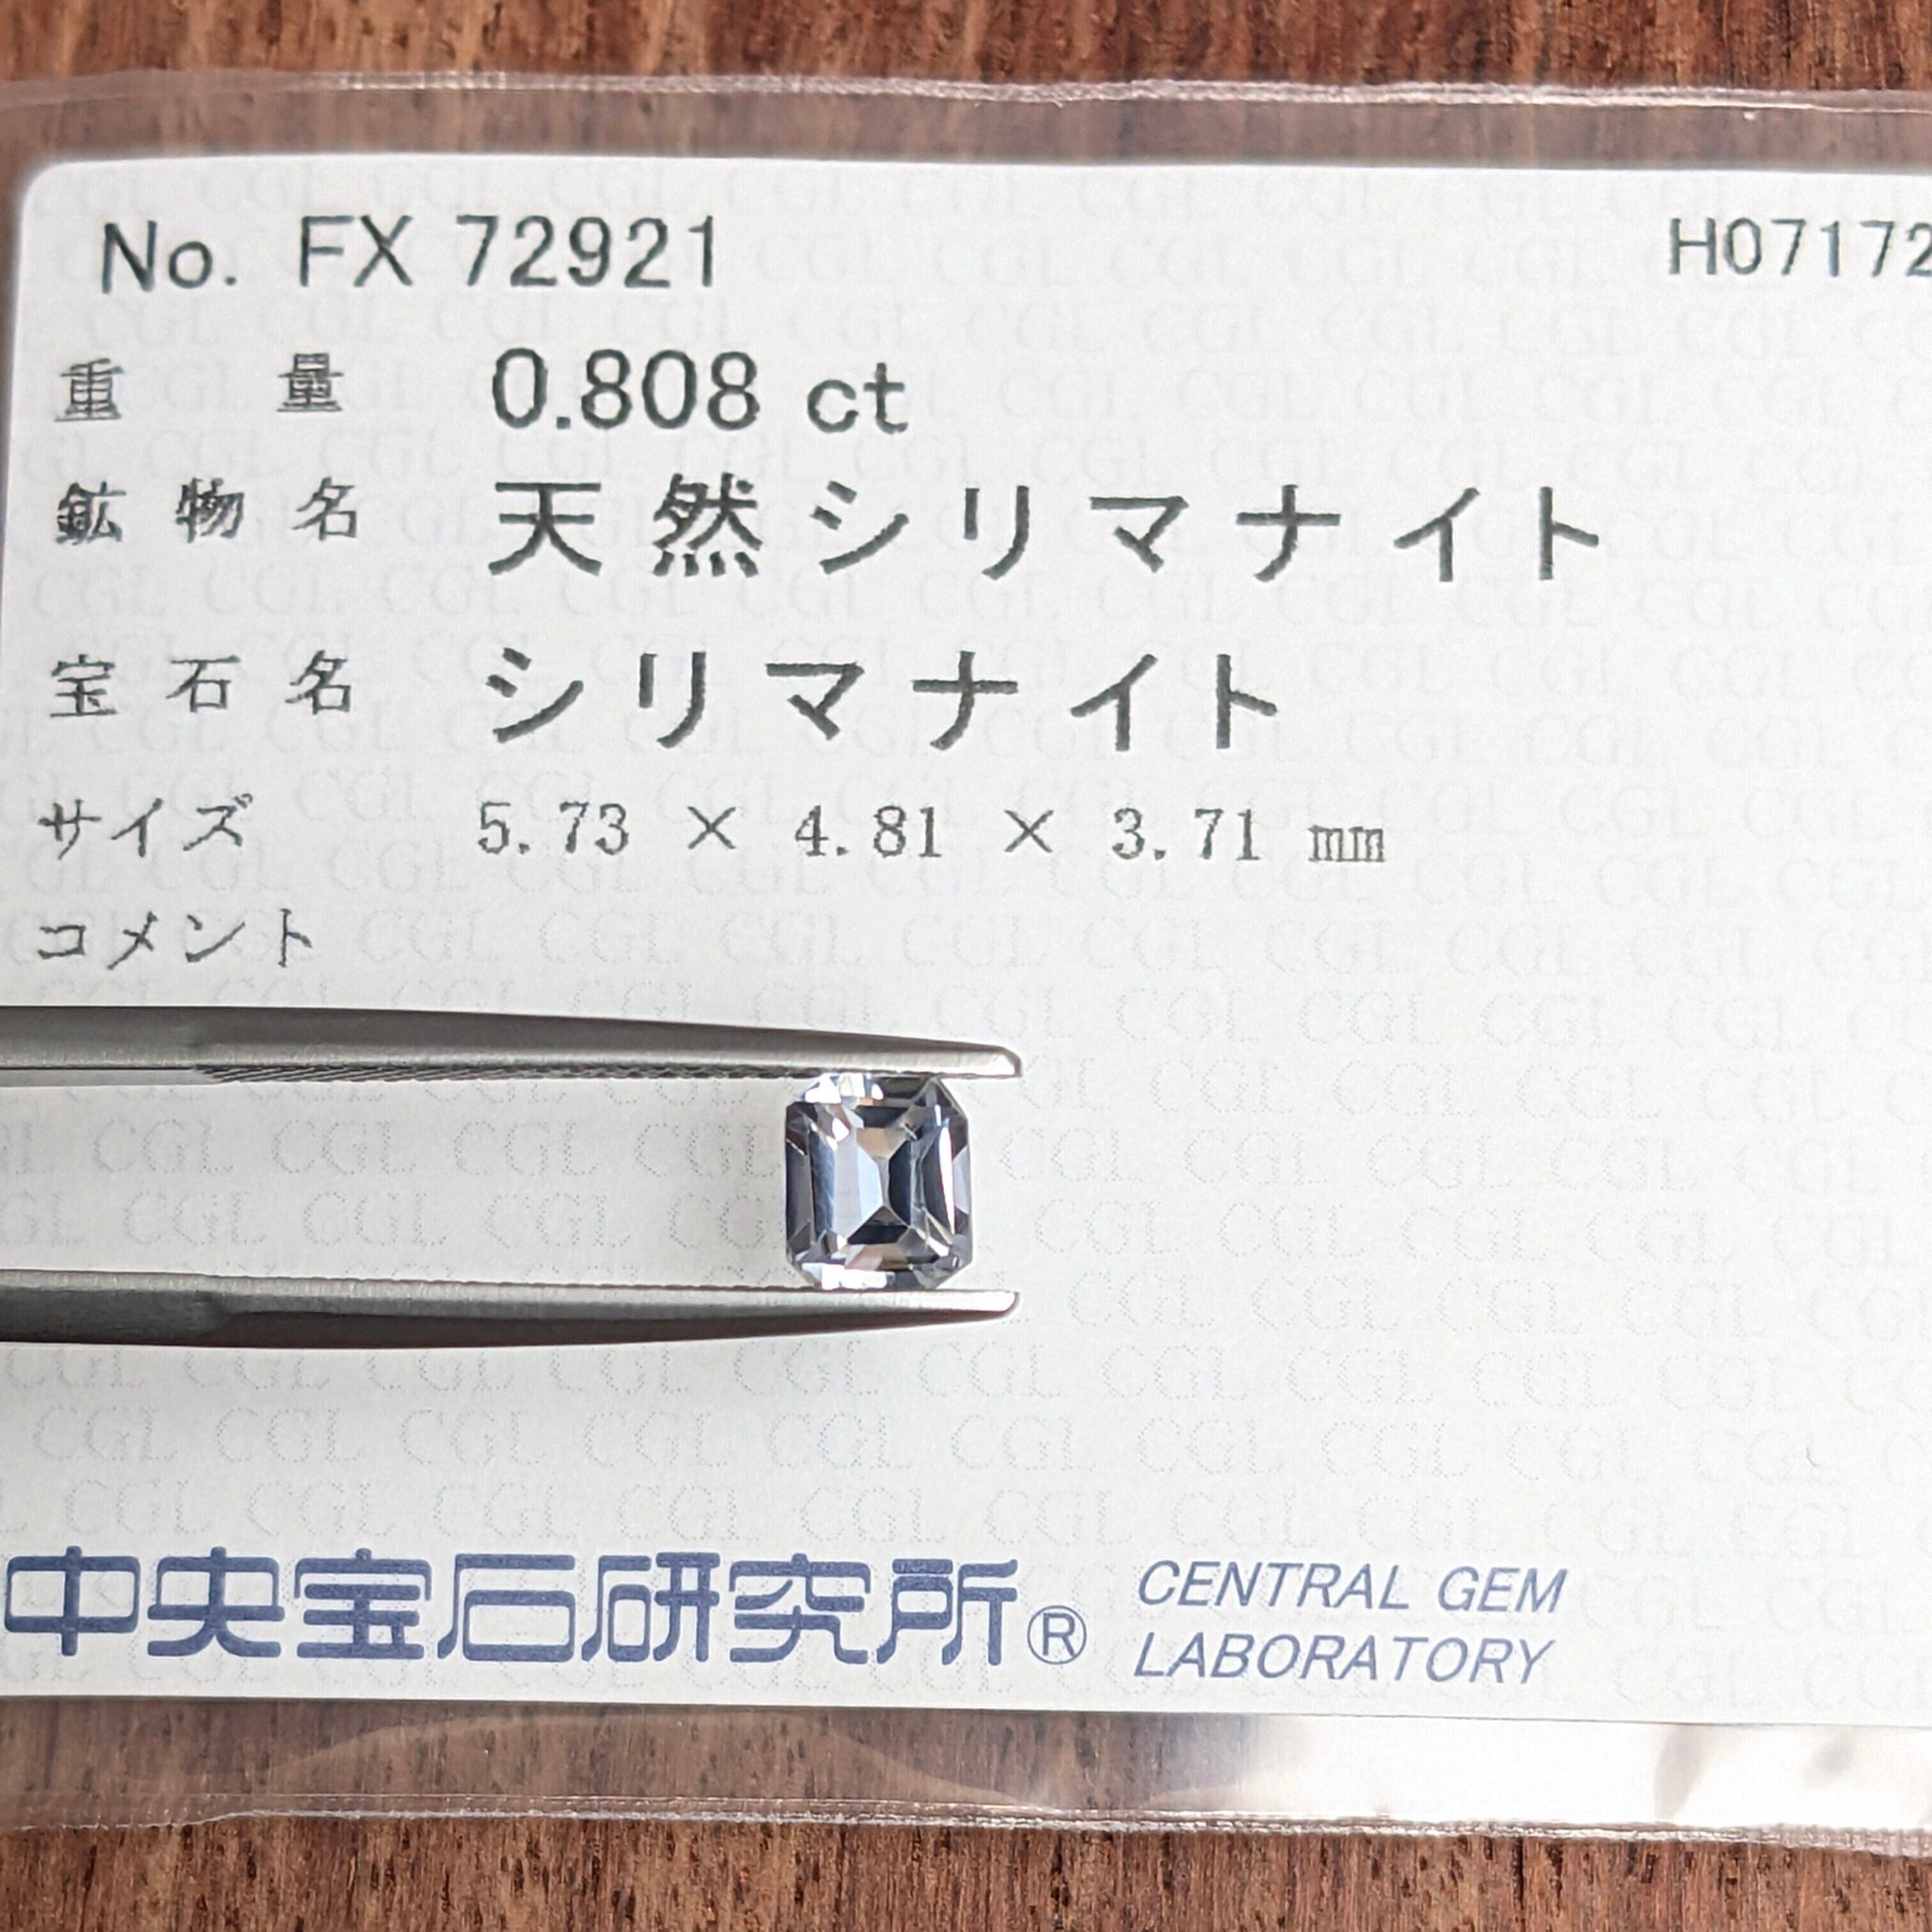 No. FX 72921 H07172
重量 0.808 ct
鉱物名 天然シリマナイト
宝石名 シリマナイト
サイズ 5.73 × 4.81 × 3.71 mm
コメント
中央宝石研究所® CENTRAL GEM
LABORATORY